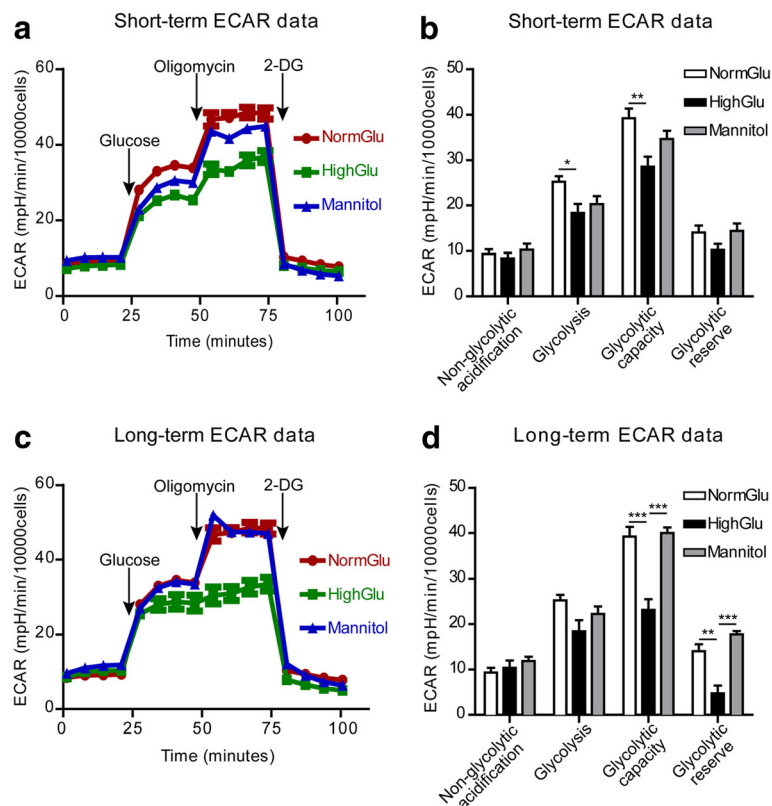 a
Short-term ECAR data
ECAR (mpH/min/10000cells)
60
40
20
0
0 25 50 75 100
Time (minutes)
Glucose
Oligomycin
2-DG
NormGlu
HighGlu
Mannitol
b
Short-term ECAR data
ECAR (mpH/min/10000cells)
50
40
30
20
10
0
*
**
NormGlu
HighGlu
Mannitol
Non-glycolytic
acidification
Glycolysis
Glycolytic
capacity
Glycolytic
reserve
c
Long-term ECAR data
ECAR (mpH/min/10000cells)
60
40
20
0
0 25 50 75 100
Time (minutes)
Glucose
Oligomycin
2-DG
NormGlu
HighGlu
Mannitol
d
Long-term ECAR data
ECAR (mpH/min/10000cells)
50
40
30
20
10
0
*** ***
** ***
NormGlu
HighGlu
Mannitol
Non-glycolytic
acidification
Glycolysis
Glycolytic
capacity
Glycolytic
reserve